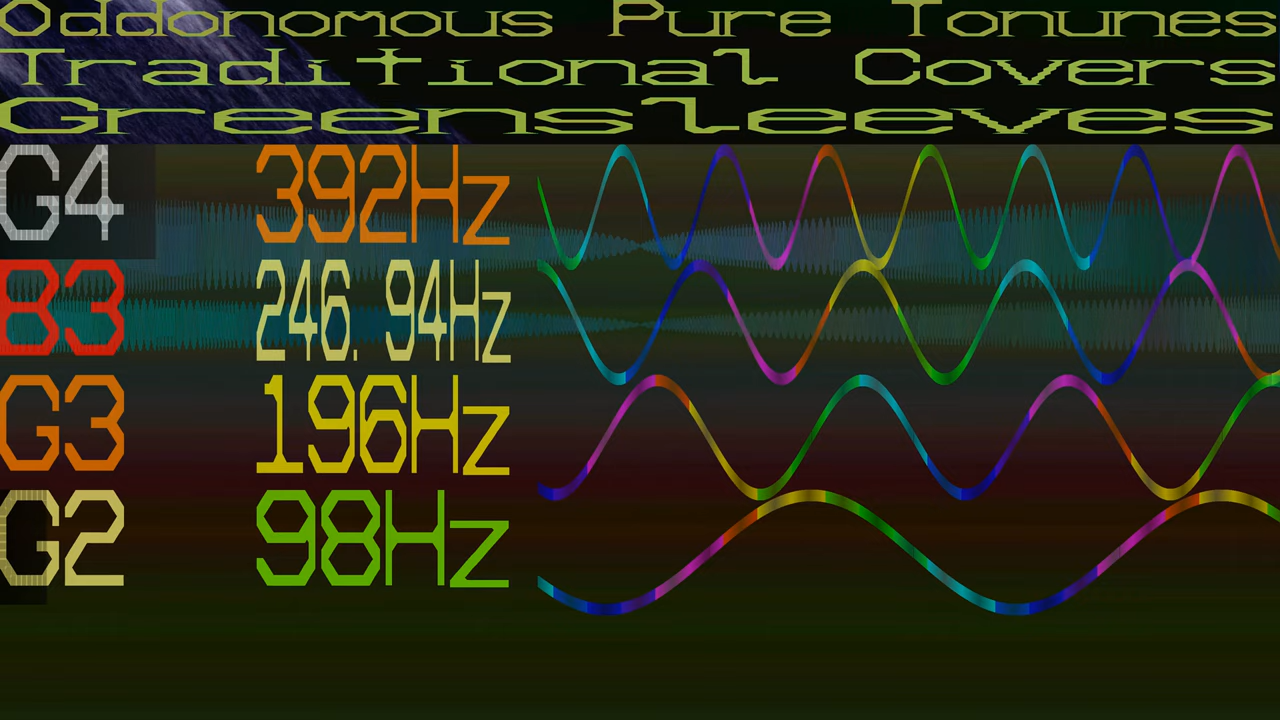 Oddonomous Pure Tonunes
Traditional Covers
Greensleeves
G4 392Hz
B3 246.94Hz
G3 196Hz
G2 98Hz